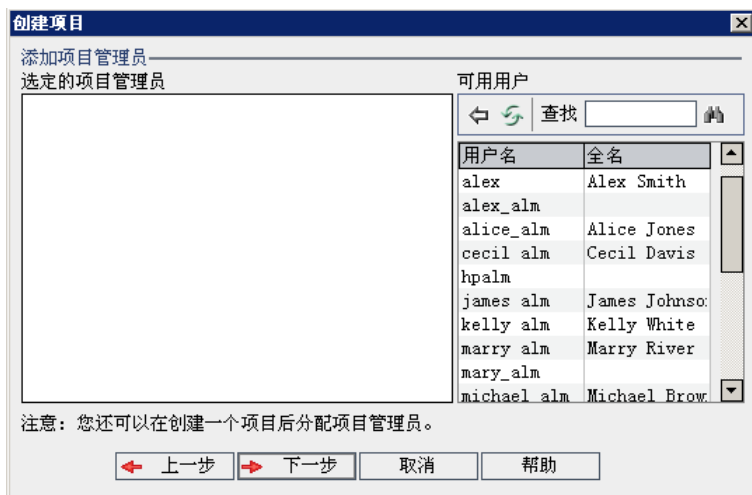 创建项目
添加项目管理员
选定的项目管理员
可用用户
查找
用户名 全名
alex Alex Smith
alex_alm
alice_alm Alice Jones
cecil alm Cecil Davis
hpalm
james alm James Johnso
kelly alm Kelly White
marry alm Marry River
mary_alm
michael alm Michael Brow
注意：您还可以在创建一个项目后分配项目管理员。
上一步 下一步 取消 帮助